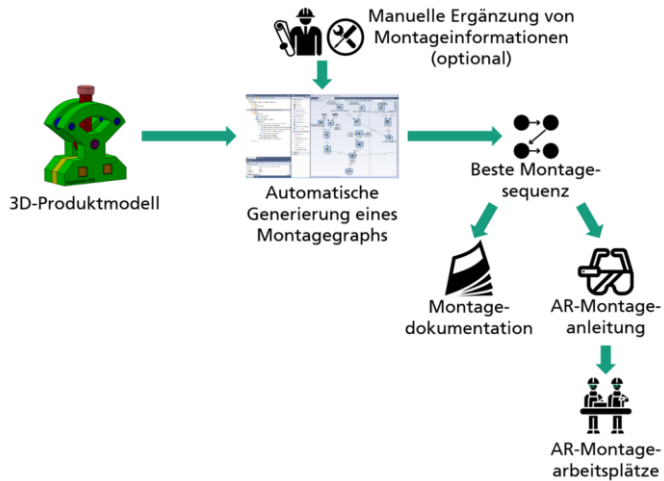 Manuelle Ergänzung von
Montageinformationen
(optional)
3D-Produktmodell
Automatische
Generierung eines
Montagegraphs
Beste Montage-
sequenz
Montage-
dokumentation
AR-Montage-
anleitung
AR-Montage-
arbeitsplätze